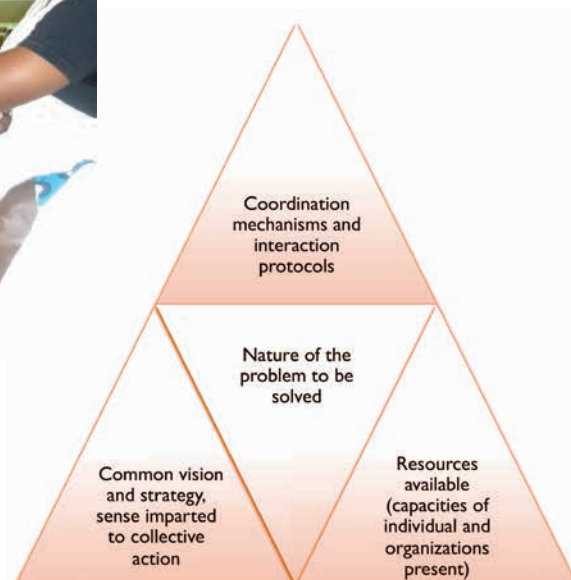 Coordination
mechanisms and
interaction
protocols
Nature of the
problem to be
solved
Common vision
and strategy,
sense imparted
to collective
action
Resources
available
(capacities of
individual and
organizations
present)